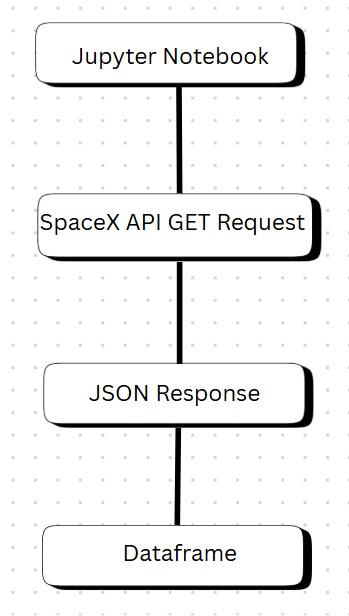 Jupyter Notebook
SpaceX API GET Request
JSON Response
Dataframe